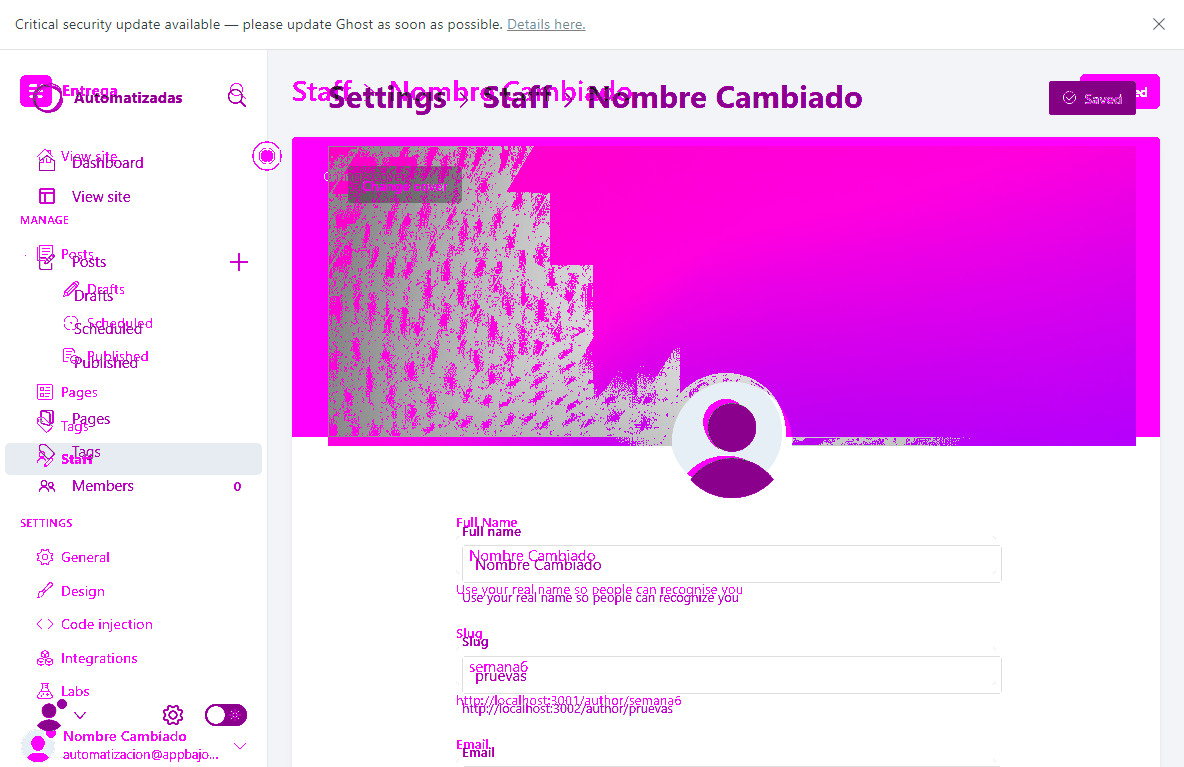 Critical security update available — please update Ghost as soon as possible. Details here.
Entrega
Automatizadas
Staff › Nombre Cambiado
Settings › Staff › Nombre Cambiado
Saved
View site
Dashboard
View site
MANAGE
Posts
Posts
Drafts
Drafts
Scheduled
Scheduled
Published
Published
Pages
Pages
Tags
Tags
Staff
Members 0
SETTINGS
General
Design
Code injection
Integrations
Labs
Nombre Cambiado
automatizacion@appbajo...
Full Name
Full name
Nombre Cambiado
Nombre Cambiado
Use your real name so people can recognise you
Use your real name so people can recognize you
Slug
Slug
semana6
pruevas
http://localhost:3001/author/semana6
http://localhost:3002/author/pruevas
Email
Email